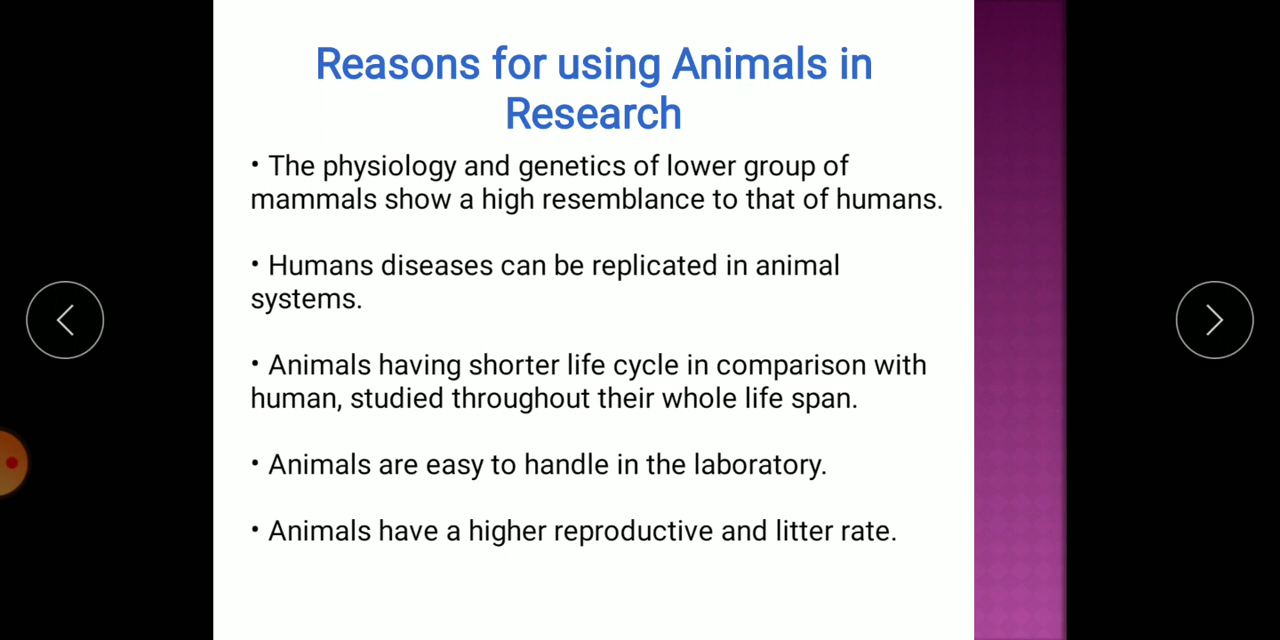 Reasons for using Animals in
Research
• The physiology and genetics of lower group of
mammals show a high resemblance to that of humans.
• Humans diseases can be replicated in animal
systems.
• Animals having shorter life cycle in comparison with
human, studied throughout their whole life span.
• Animals are easy to handle in the laboratory.
• Animals have a higher reproductive and litter rate.